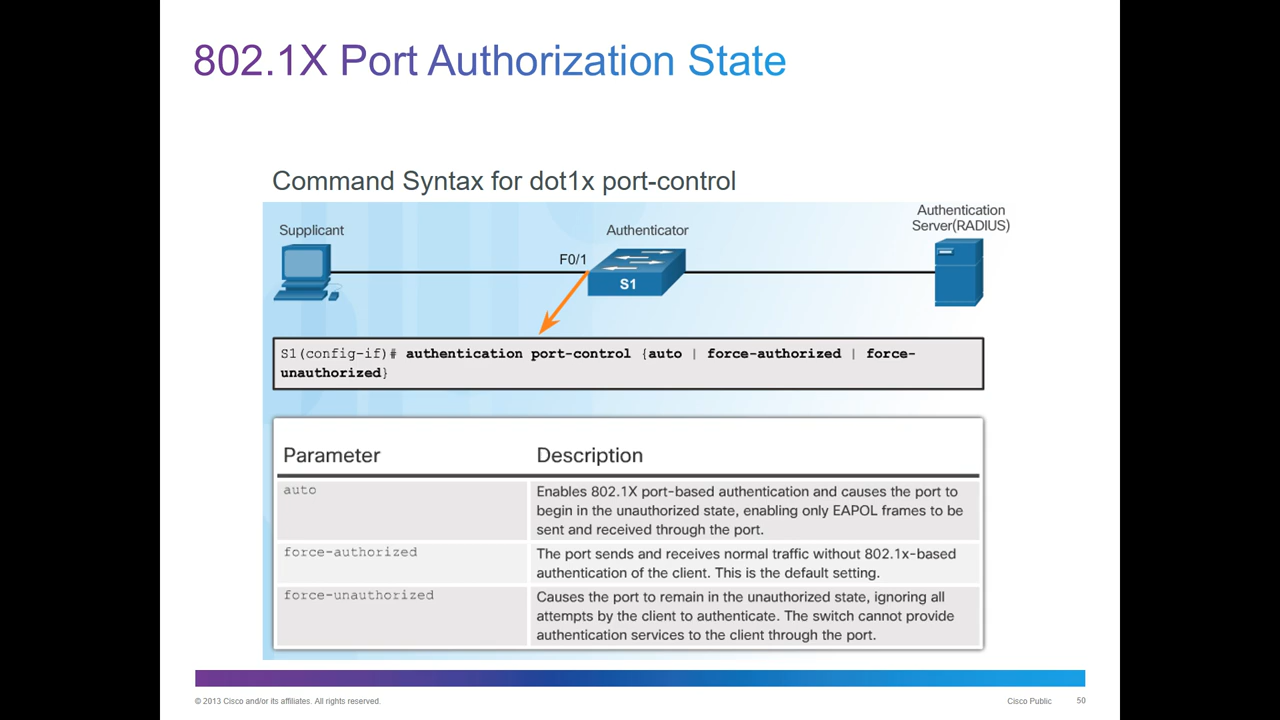 802.1X Port Authorization State
Command Syntax for dot1x port-control
Supplicant
Authenticator
Authentication
Server(RADIUS)
F0/1
S1
S1(config-if)# authentication port-control {auto | force-authorized | force-
unauthorized}
Parameter Description
auto
Enables 802.1X port-based authentication and causes the port to
begin in the unauthorized state, enabling only EAPOL frames to be
sent and received through the port.
force-authorized
The port sends and receives normal traffic without 802.1x-based
authentication of the client. This is the default setting.
force-unauthorized
Causes the port to remain in the unauthorized state, ignoring all
attempts by the client to authenticate. The switch cannot provide
authentication services to the client through the port.
© 2013 Cisco and/or its affiliates. All rights reserved. Cisco Public 50